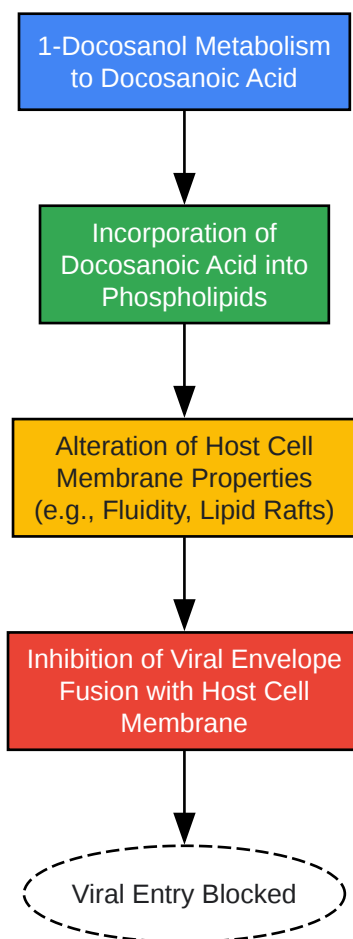 1-Docosanol Metabolism
to Docosanoic Acid
Incorporation of
Docosanoic Acid into
Phospholipids
Alteration of Host Cell
Membrane Properties
(e.g., Fluidity, Lipid Rafts)
Inhibition of Viral Envelope
Fusion with Host Cell
Membrane
Viral Entry Blocked